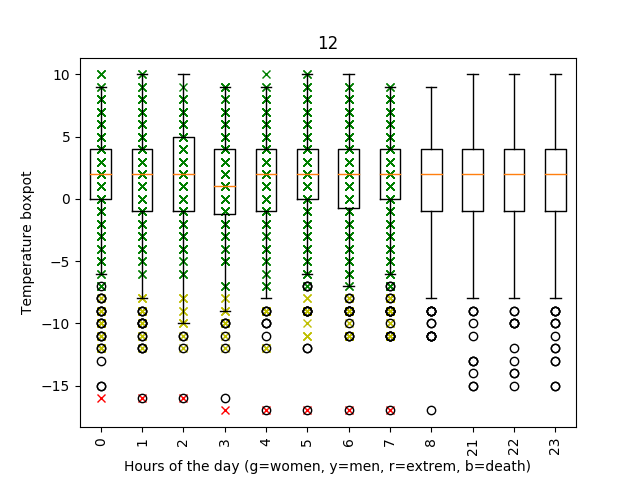 12
Temperature boxpot
10
5
0
−5
−10
−15
0 1 2 3 4 5 6 7 8 21 22 23
Hours of the day (g=women, y=men, r=extrem, b=death)